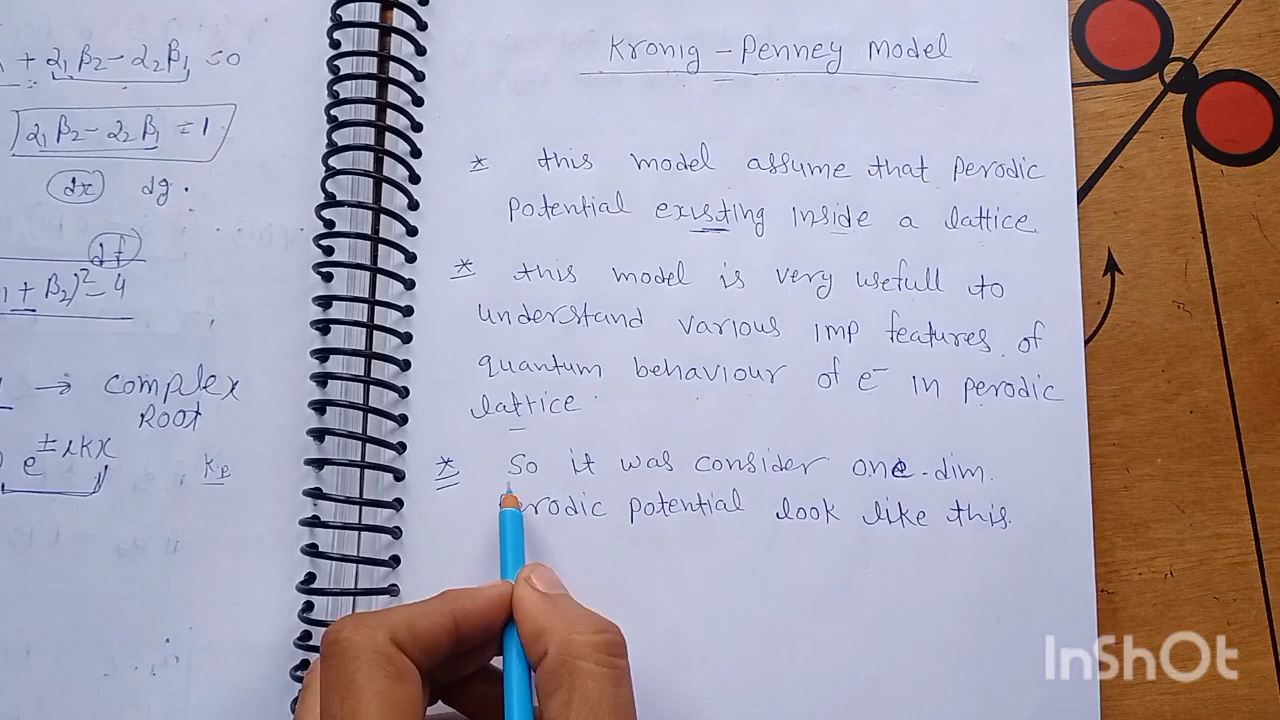 + α₁β₂ - α₂β₁ = 0
α₁β₂ - α₂β₁ = 1
dx dg.
df
+ β₂)² - 4
→ complex
Root
e^±ikx
Kronig - Penney Model
* this model assume that perodic
potential existing inside a lattice
* this model is very usefull to
understand various imp features of
quantum behaviour of e⁻ in perodic
lattice
* So it was consider one-dim.
perodic potential look like this.
InShOt